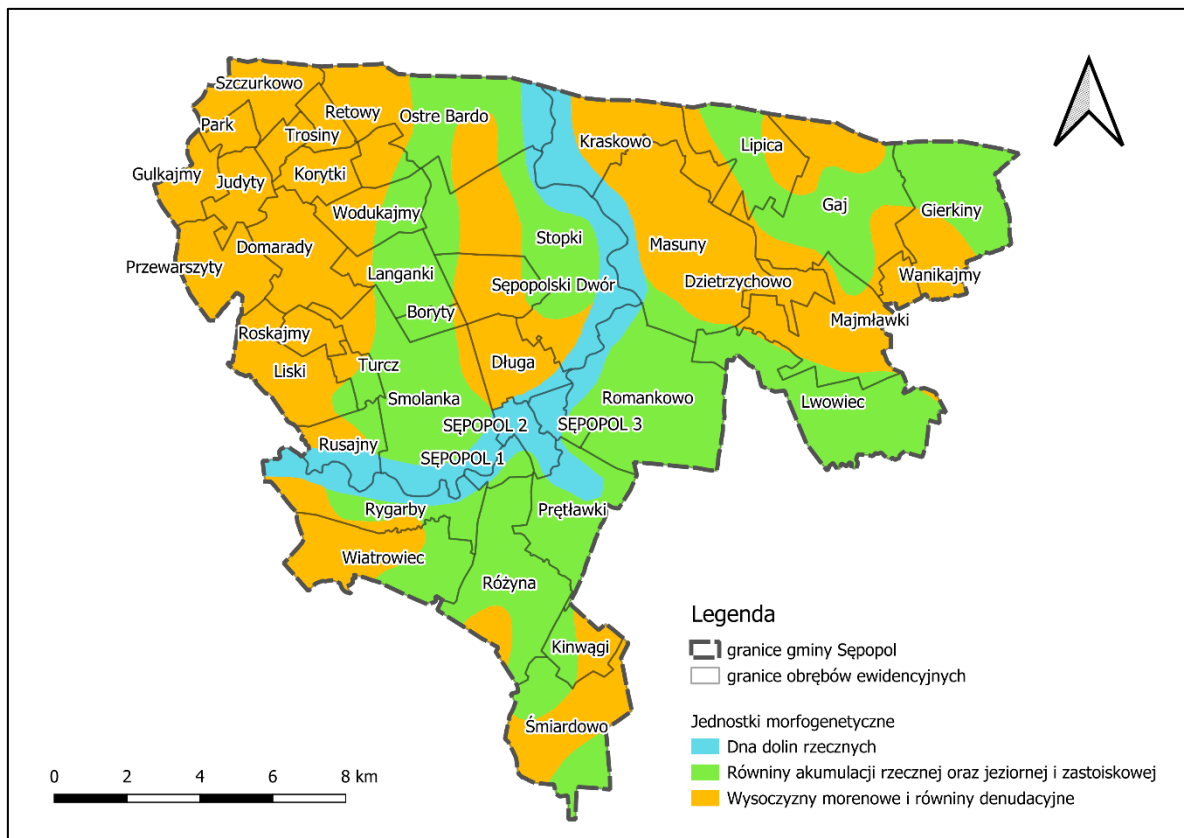 Szczurkowo
Retowy
Ostre Bardo
Park
Trosiny
Kraskowo
Lipica
Gulkajmy
Judyty
Korytki
Wodukajmy
Gaj
Gierkiny
Domarady
Stopki
Masuny
Przewarszyty
Langanki
Sępopolski Dwór
Dzietrzychowo
Wanikajmy
Boryty
Majmławki
Roskajmy
Liski
Turcz
Długa
Smolanka
Romankowo
Lwowiec
SĘPOPOL 2
SĘPOPOL 3
Rusajny
SĘPOPOL 1
Rygarby
Prętławki
Wiatrowiec
Różyna
Kinwągi
Śmiardowo
Legenda
granice gminy Sępopol
granice obrębów ewidencyjnych
Jednostki morfogenetyczne
Dna dolin rzecznych
Równiny akumulacji rzecznej oraz jeziornej i zastoiskowej
Wysoczyzny morenowe i równiny denudacyjne
0 2 4 6 8 km